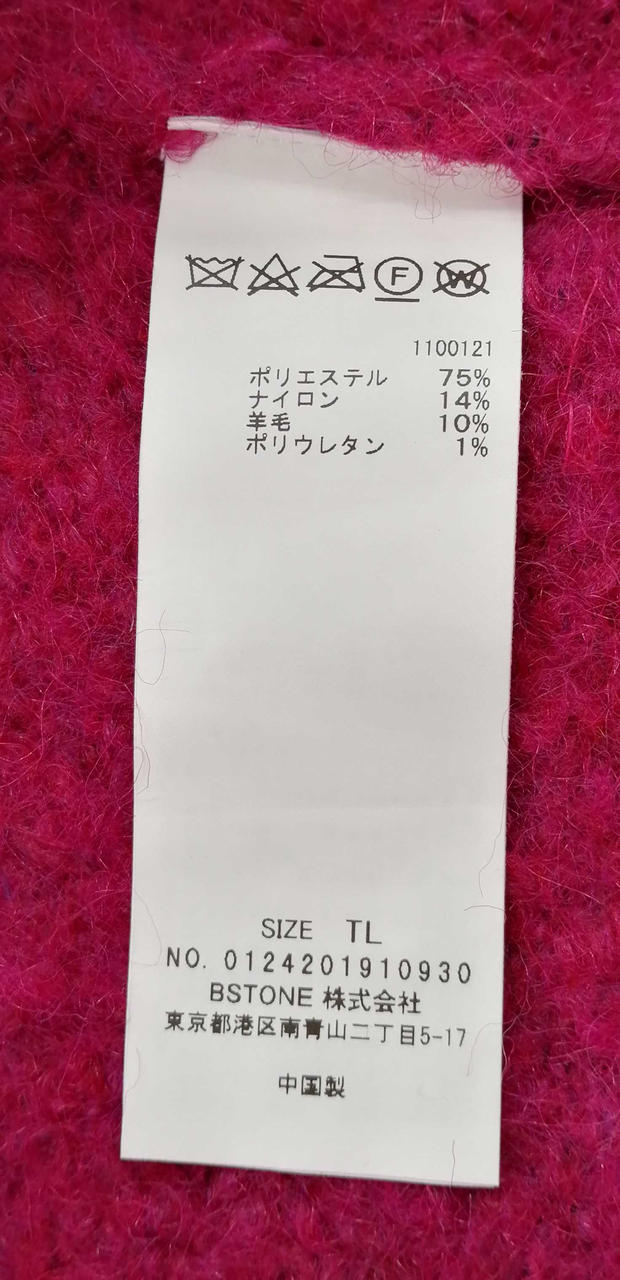 F W
1100121
ポリエステル 75%
ナイロン 14%
羊毛 10%
ポリウレタン 1%
SIZE TL
NO. 0124201910930
BSTONE 株式会社
東京都港区南青山二丁目5-17
中国製